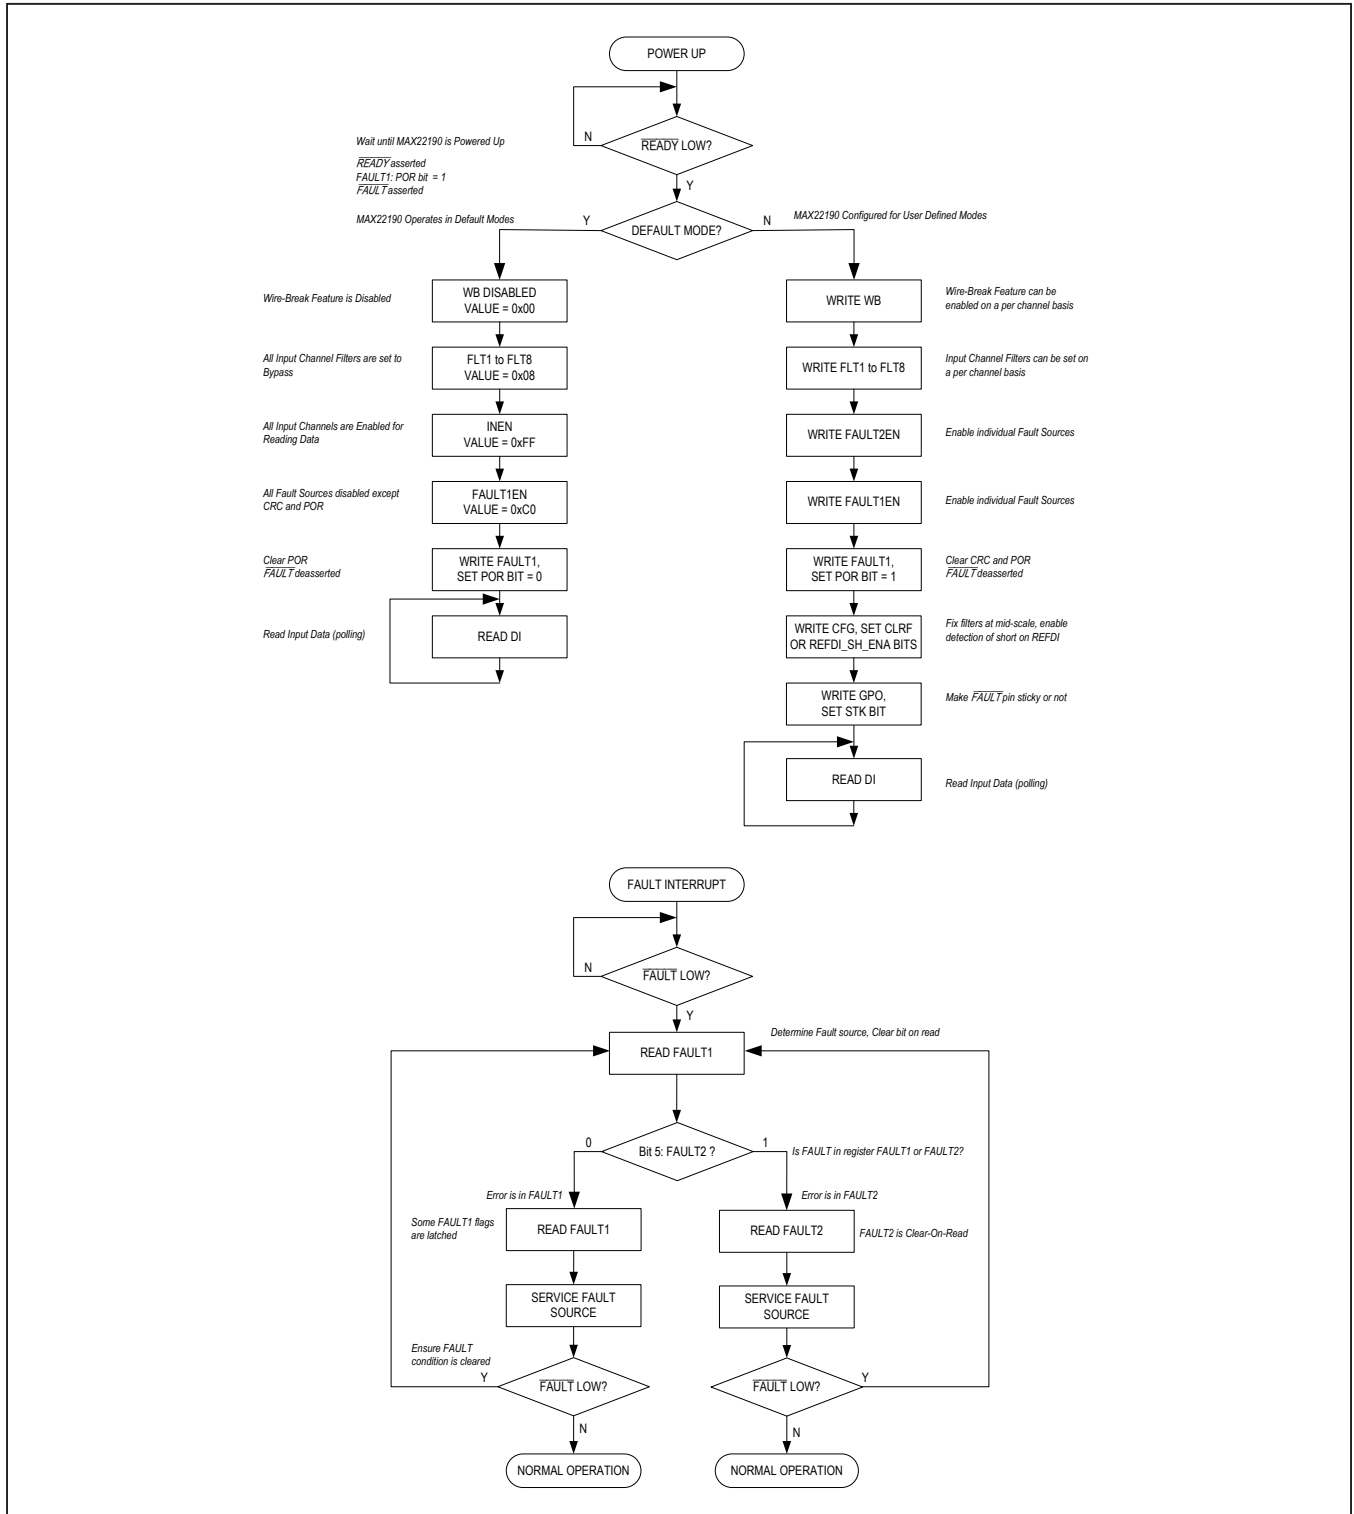 POWER UP
N
READY LOW?
Wait until MAX22190 is Powered Up
READY asserted
FAULT1: POR bit = 1
FAULT asserted
Y
MAX22190 Operates in Default Modes
Y
DEFAULT MODE?
N
MAX22190 Configured for User Defined Modes
Wire-Break Feature is Disabled
WB DISABLED
VALUE = 0x00
WRITE WB
Wire-Break Feature can be
enabled on a per channel basis
All Input Channel Filters are set to
Bypass
FLT1 to FLT8
VALUE = 0x08
WRITE FLT1 to FLT8
Input Channel Filters can be set on
a per channel basis
All Input Channels are Enabled for
Reading Data
INEN
VALUE = 0xFF
WRITE FAULT2EN
Enable individual Fault Sources
All Fault Sources disabled except
CRC and POR
FAULT1EN
VALUE = 0xC0
WRITE FAULT1EN
Enable individual Fault Sources
Clear POR
FAULT deasserted
WRITE FAULT1,
SET POR BIT = 0
WRITE FAULT1,
SET POR BIT = 1
Clear CRC and POR
FAULT deasserted
Read Input Data (polling)
READ DI
WRITE CFG, SET CLRF
OR REFDI_SH_ENA BITS
Fix filters at mid-scale, enable
detection of short on REFDI
WRITE GPO,
SET STK BIT
Make FAULT pin sticky or not
READ DI
Read Input Data (polling)
FAULT INTERRUPT
N
FAULT LOW?
Y
Determine Fault source, Clear bit on read
READ FAULT1
0
Bit 5: FAULT2 ?
1
Is FAULT in register FAULT1 or FAULT2?
Error is in FAULT1
Error is in FAULT2
Some FAULT1 flags
are latched
READ FAULT1
READ FAULT2
FAULT2 is Clear-On-Read
SERVICE FAULT
SOURCE
SERVICE FAULT
SOURCE
Ensure FAULT
condition is cleared
Y
FAULT LOW?
FAULT LOW?
Y
N
N
NORMAL OPERATION
NORMAL OPERATION